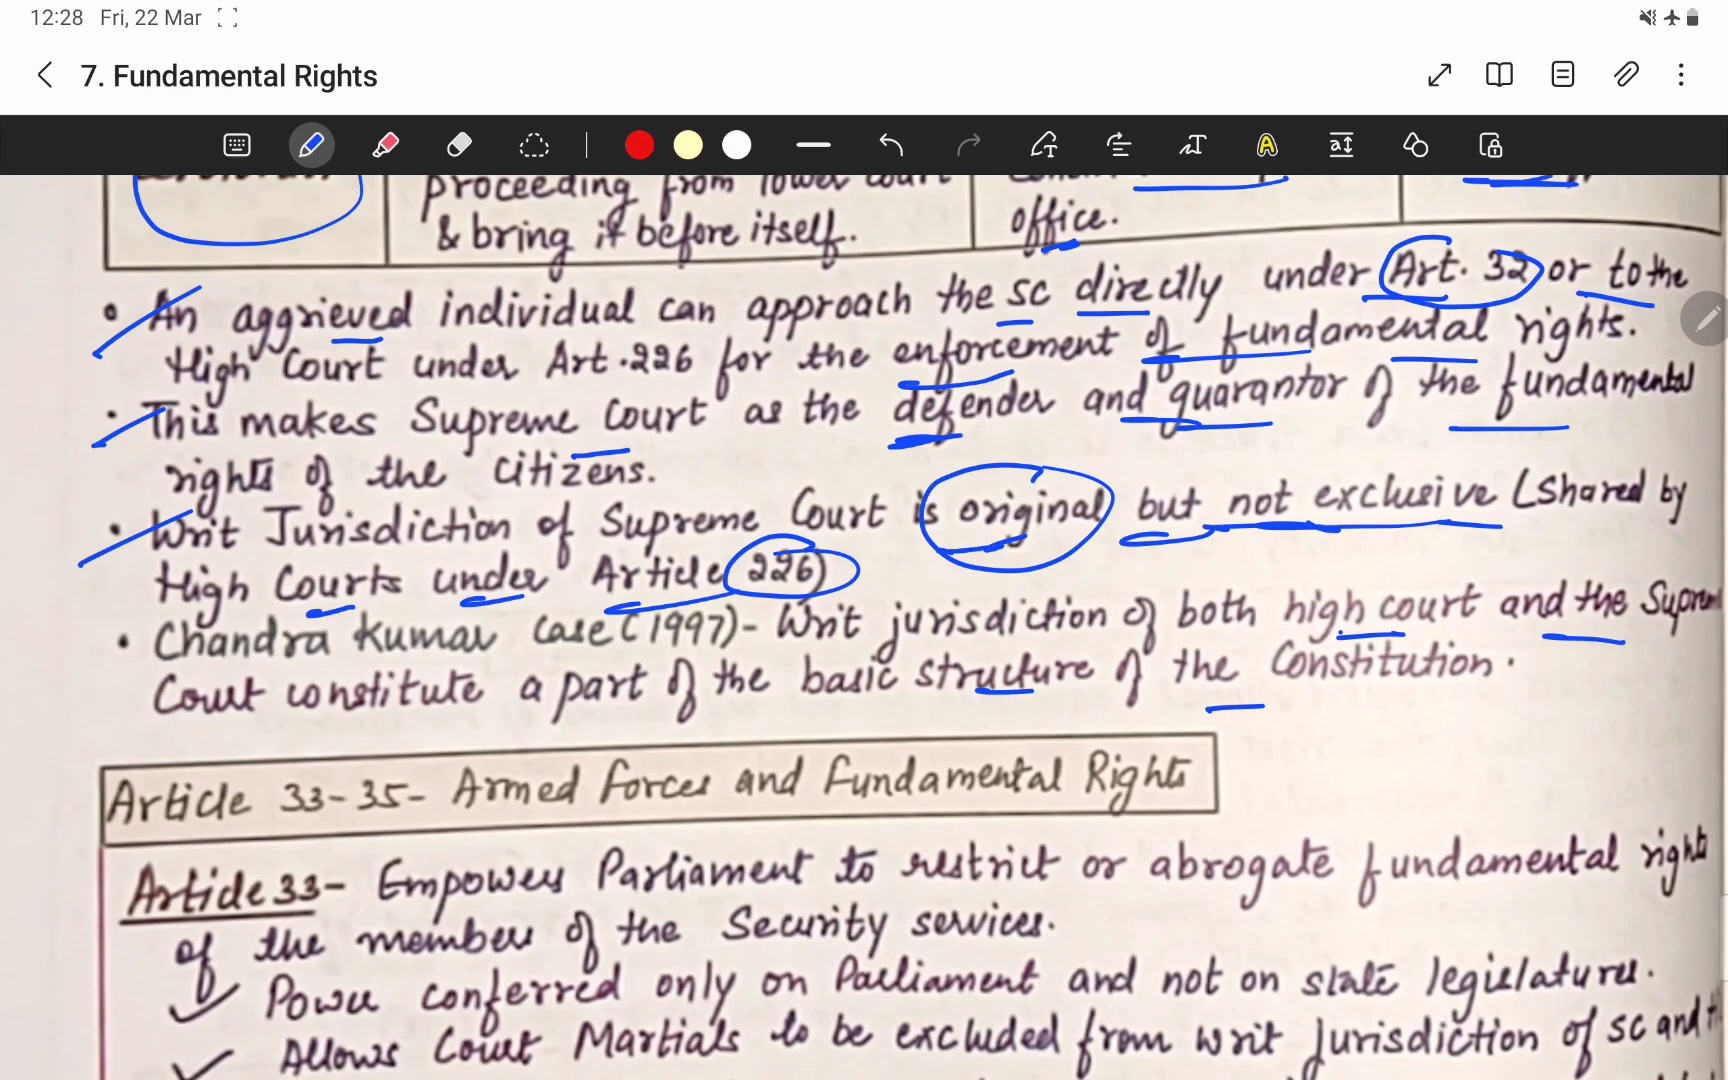 12:28 Fri, 22 Mar
7. Fundamental Rights
proceeding from lower court
& bring it before itself.
office.
• An aggrieved individual can approach the SC directly under Art. 32 or to the
High Court under Art. 226 for the enforcement of fundamental rights.
• This makes Supreme Court as the defender and guarantor of the fundamental
rights of the citizens.
• Writ Jurisdiction of Supreme Court is original but not exclusive (Shared by
High Courts under Article 226)
• Chandra Kumar Case (1997)- Writ jurisdiction of both high court and the Suprem
Court constitute a part of the basic structure of the Constitution.
Article 33-35- Armed Forces and Fundamental Rights
Article 33- Empowers Parliament to restrict or abrogate fundamental rights
of the members of the Security services.
✓ Power conferred only on Parliament and not on state legislatures.
✓ Allows Court Martials to be excluded from writ jurisdiction of SC and